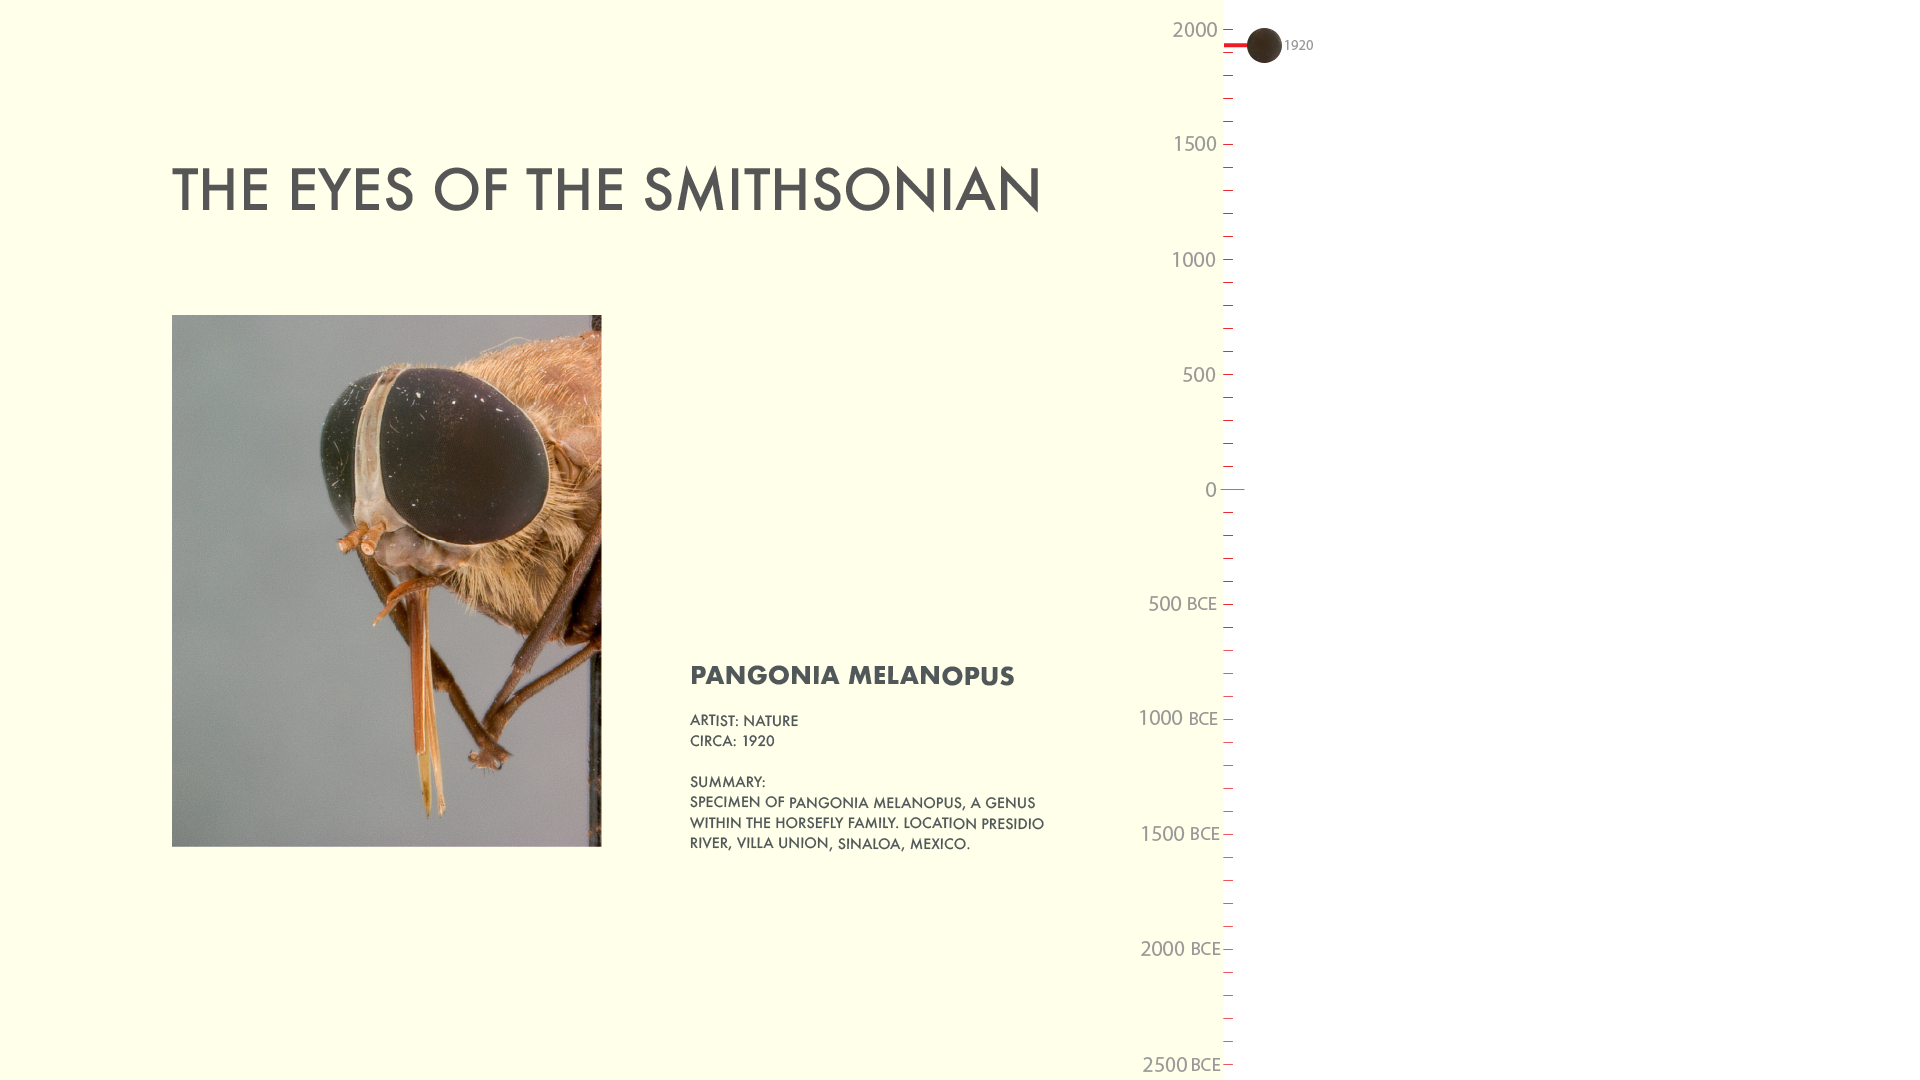 THE EYES OF THE SMITHSONIAN
PANGONIA MELANOPUS
ARTIST: NATURE
CIRCA: 1920
SUMMARY:
SPECIMEN OF PANGONIA MELANOPUS, A GENUS
WITHIN THE HORSEFLY FAMILY. LOCATION PRESIDIO
RIVER, VILLA UNION, SINALOA, MEXICO.
2000
1920
1500
1000
500
0
500 BCE
1000 BCE
1500 BCE
2000 BCE
2500 BCE